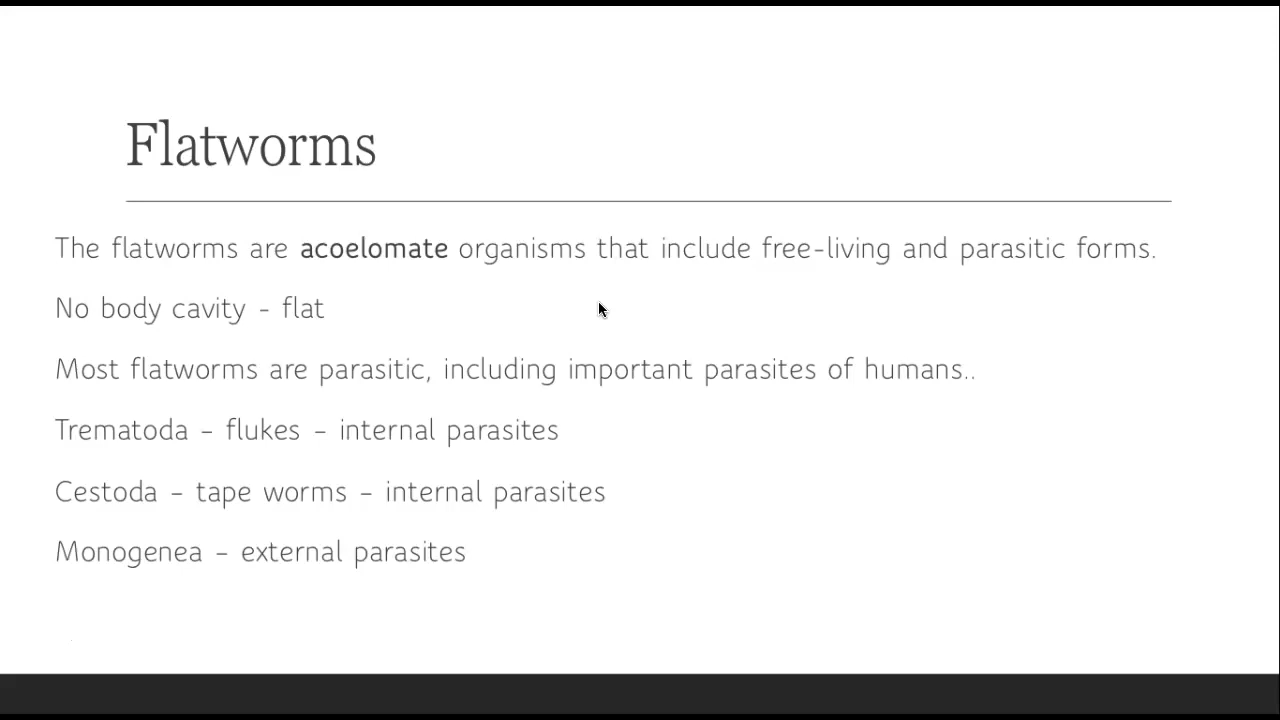 Flatworms
The flatworms are acoelomate organisms that include free-living and parasitic forms.
No body cavity - flat
Most flatworms are parasitic, including important parasites of humans..
Trematoda – flukes – internal parasites
Cestoda – tape worms – internal parasites
Monogenea – external parasites